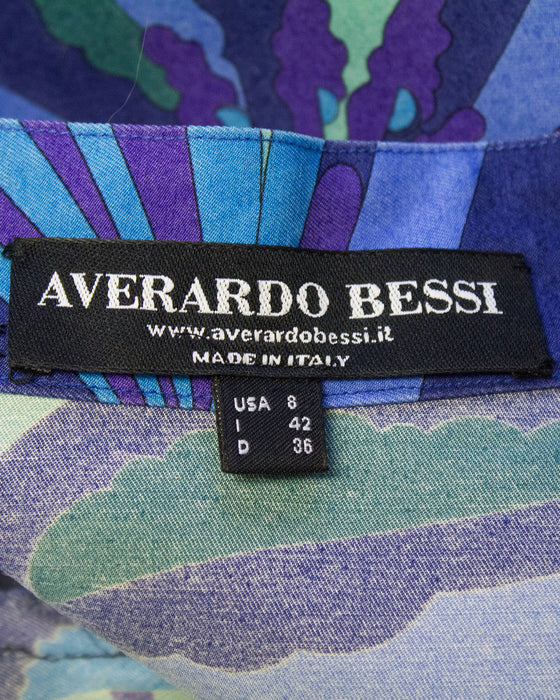 AVERARDO BESSI
www.averardobessi.it
MADE IN ITALY
USA 8
I 42
D 36